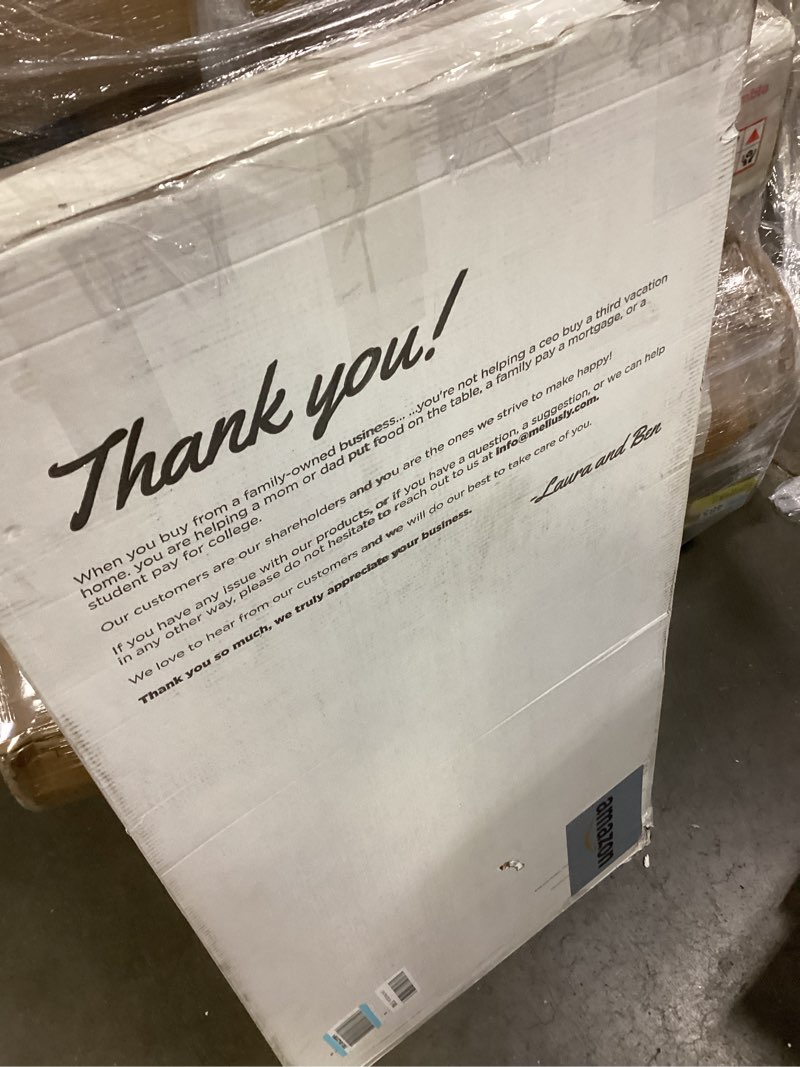 Thank you!
When you buy from a family-owned business... ...you're not helping a ceo buy a third vacation
home. you are helping a mom or dad put food on the table, a family pay a mortgage, or a
student pay for college.
Our customers are our shareholders and you are the ones we strive to make happy!
If you have any issue with our products, or if you have a question, a suggestion, or we can help
in any other way, please do not hesitate to reach out to us at info@mellusly.com.
We love to hear from our customers and we will do our best to take care of you.
Thank you so much, we truly appreciate your business.
-Laura and Ben
amazon